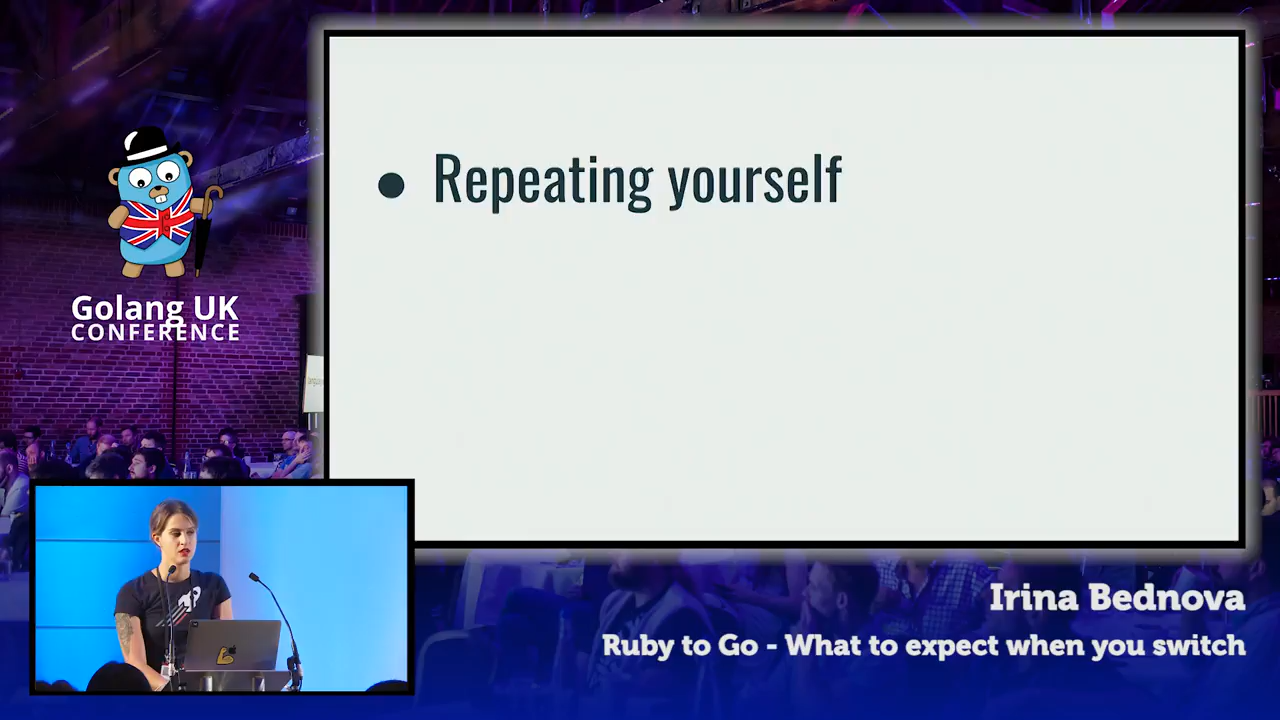 Golang UK
CONFERENCE
• Repeating yourself
Irina Bednova
Ruby to Go - What to expect when you switch